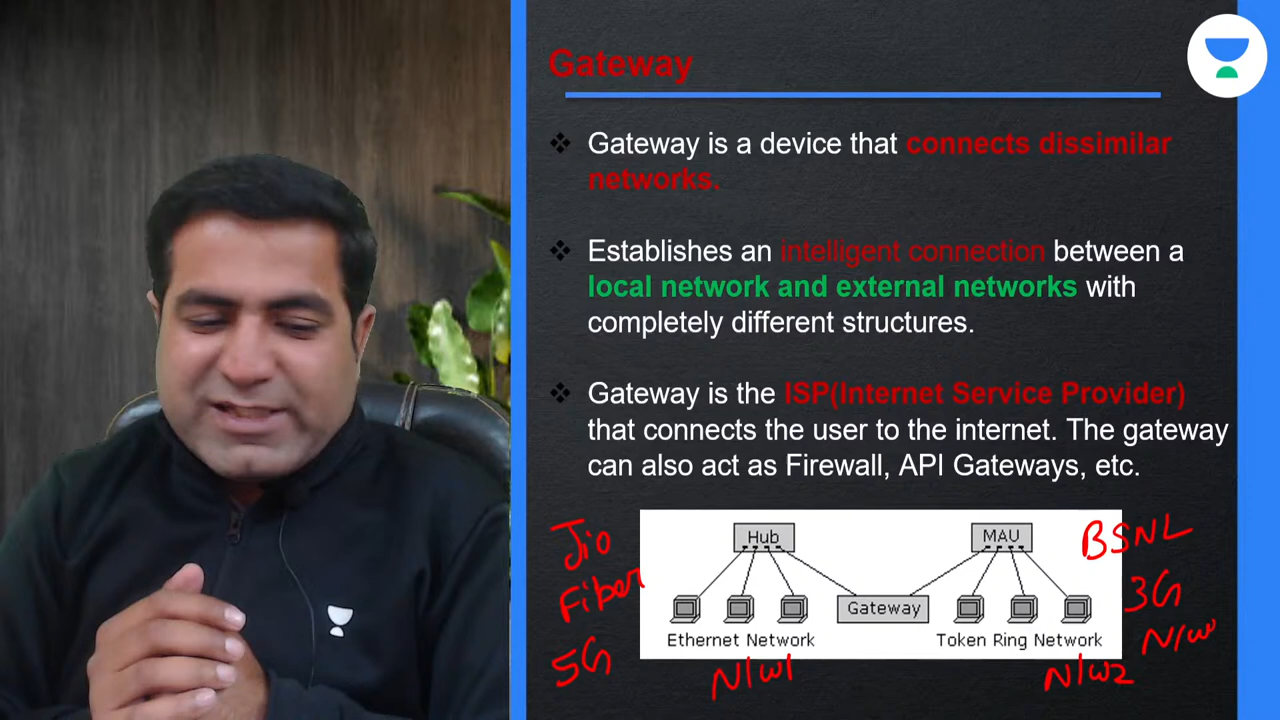 Gateway
Gateway is a device that connects dissimilar
networks.
Establishes an intelligent connection between a
local network and external networks with
completely different structures.
Gateway is the ISP(Internet Service Provider)
that connects the user to the internet. The gateway
can also act as Firewall, API Gateways, etc.
Jio
Fiber
5G
Hub
MAU
Gateway
Ethernet Network
Token Ring Network
N/w1
N/w2
BSNL
3G
N/w